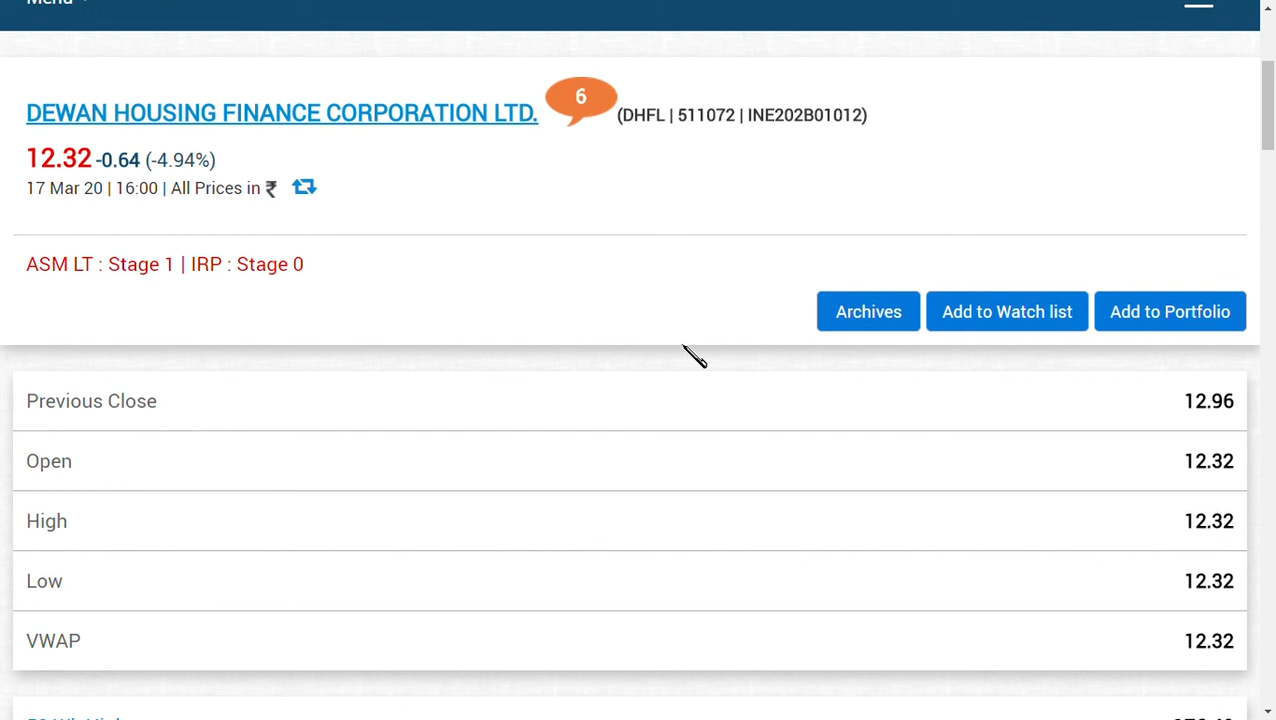 Menu
DEWAN HOUSING FINANCE CORPORATION LTD. 6 (DHFL | 511072 | INE202B01012)
12.32 -0.64 (-4.94%)
17 Mar 20 | 16:00 | All Prices in ₹
ASM LT : Stage 1 | IRP : Stage 0
Archives Add to Watch list Add to Portfolio
Previous Close 12.96
Open 12.32
High 12.32
Low 12.32
VWAP 12.32